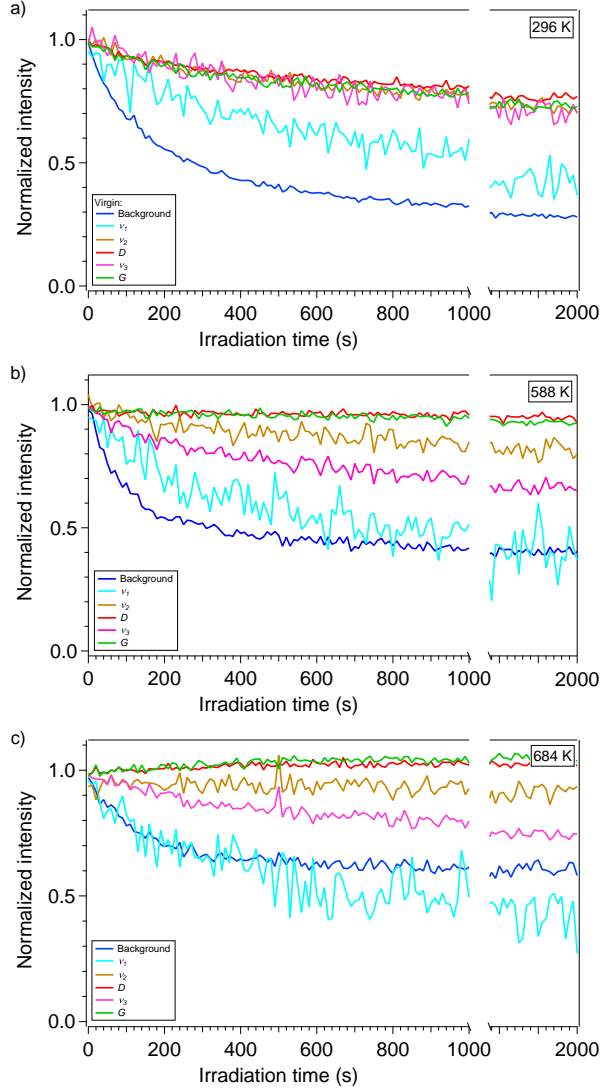 a)
296 K
Normalized intensity
1.0
0.5
0.0
Virgin:
Background
ν1
ν2
D
ν3
G
0 200 400 600 800 1000 2000
Irradiation time (s)
b)
588 K
Normalized intensity
1.0
0.5
0.0
Background
ν1
ν2
D
ν3
G
0 200 400 600 800 1000 2000
Irradiation time (s)
c)
684 K
Normalized intensity
1.0
0.5
0.0
Background
ν1
ν2
D
ν3
G
0 200 400 600 800 1000 2000
Irradiation time (s)